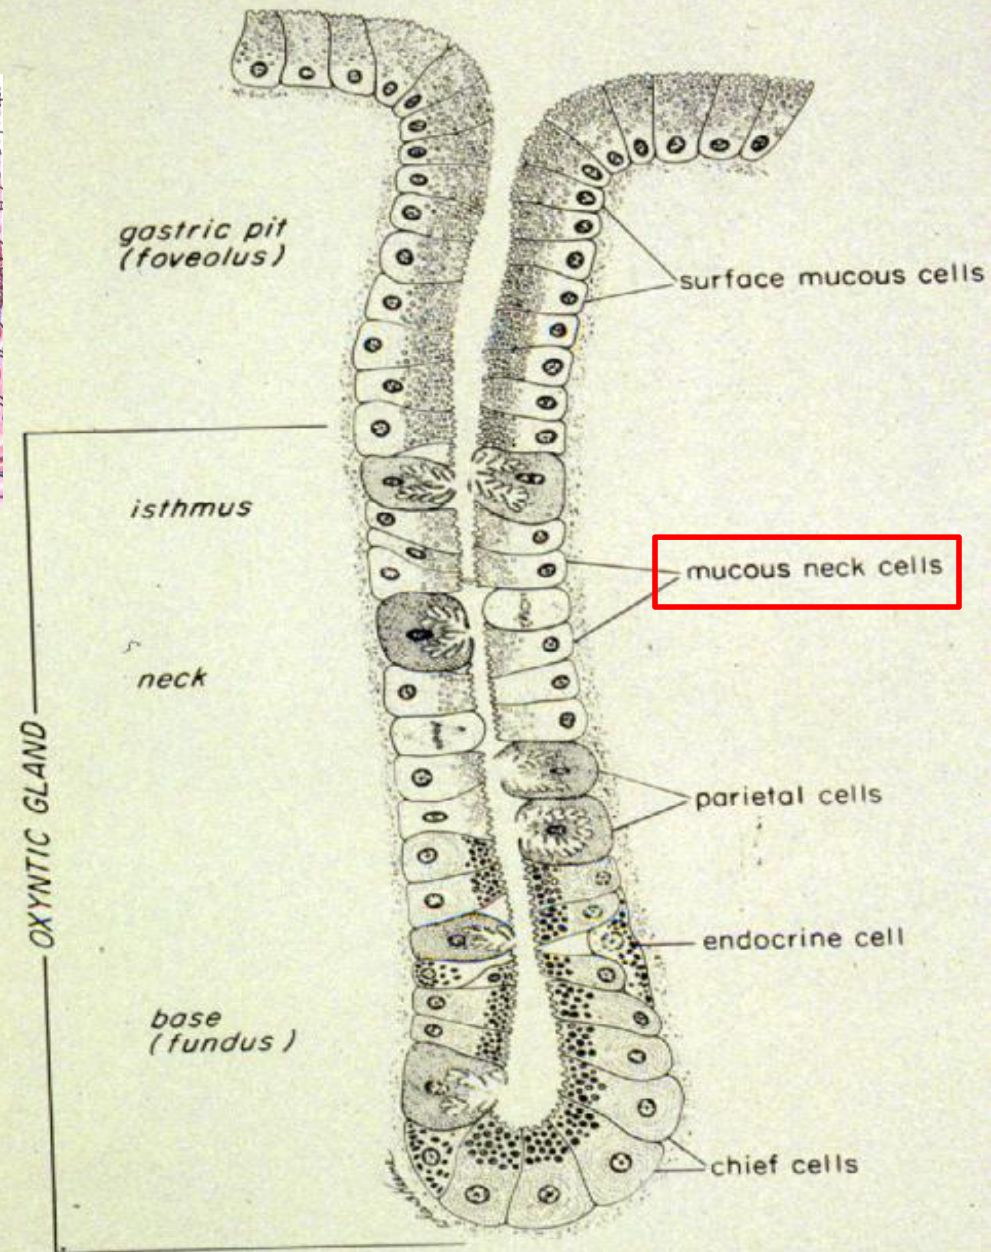 gastric pit
(foveolus)
surface mucous cells
isthmus
mucous neck cells
neck
parietal cells
OXYNTIC GLAND
endocrine cell
base
(fundus)
chief cells